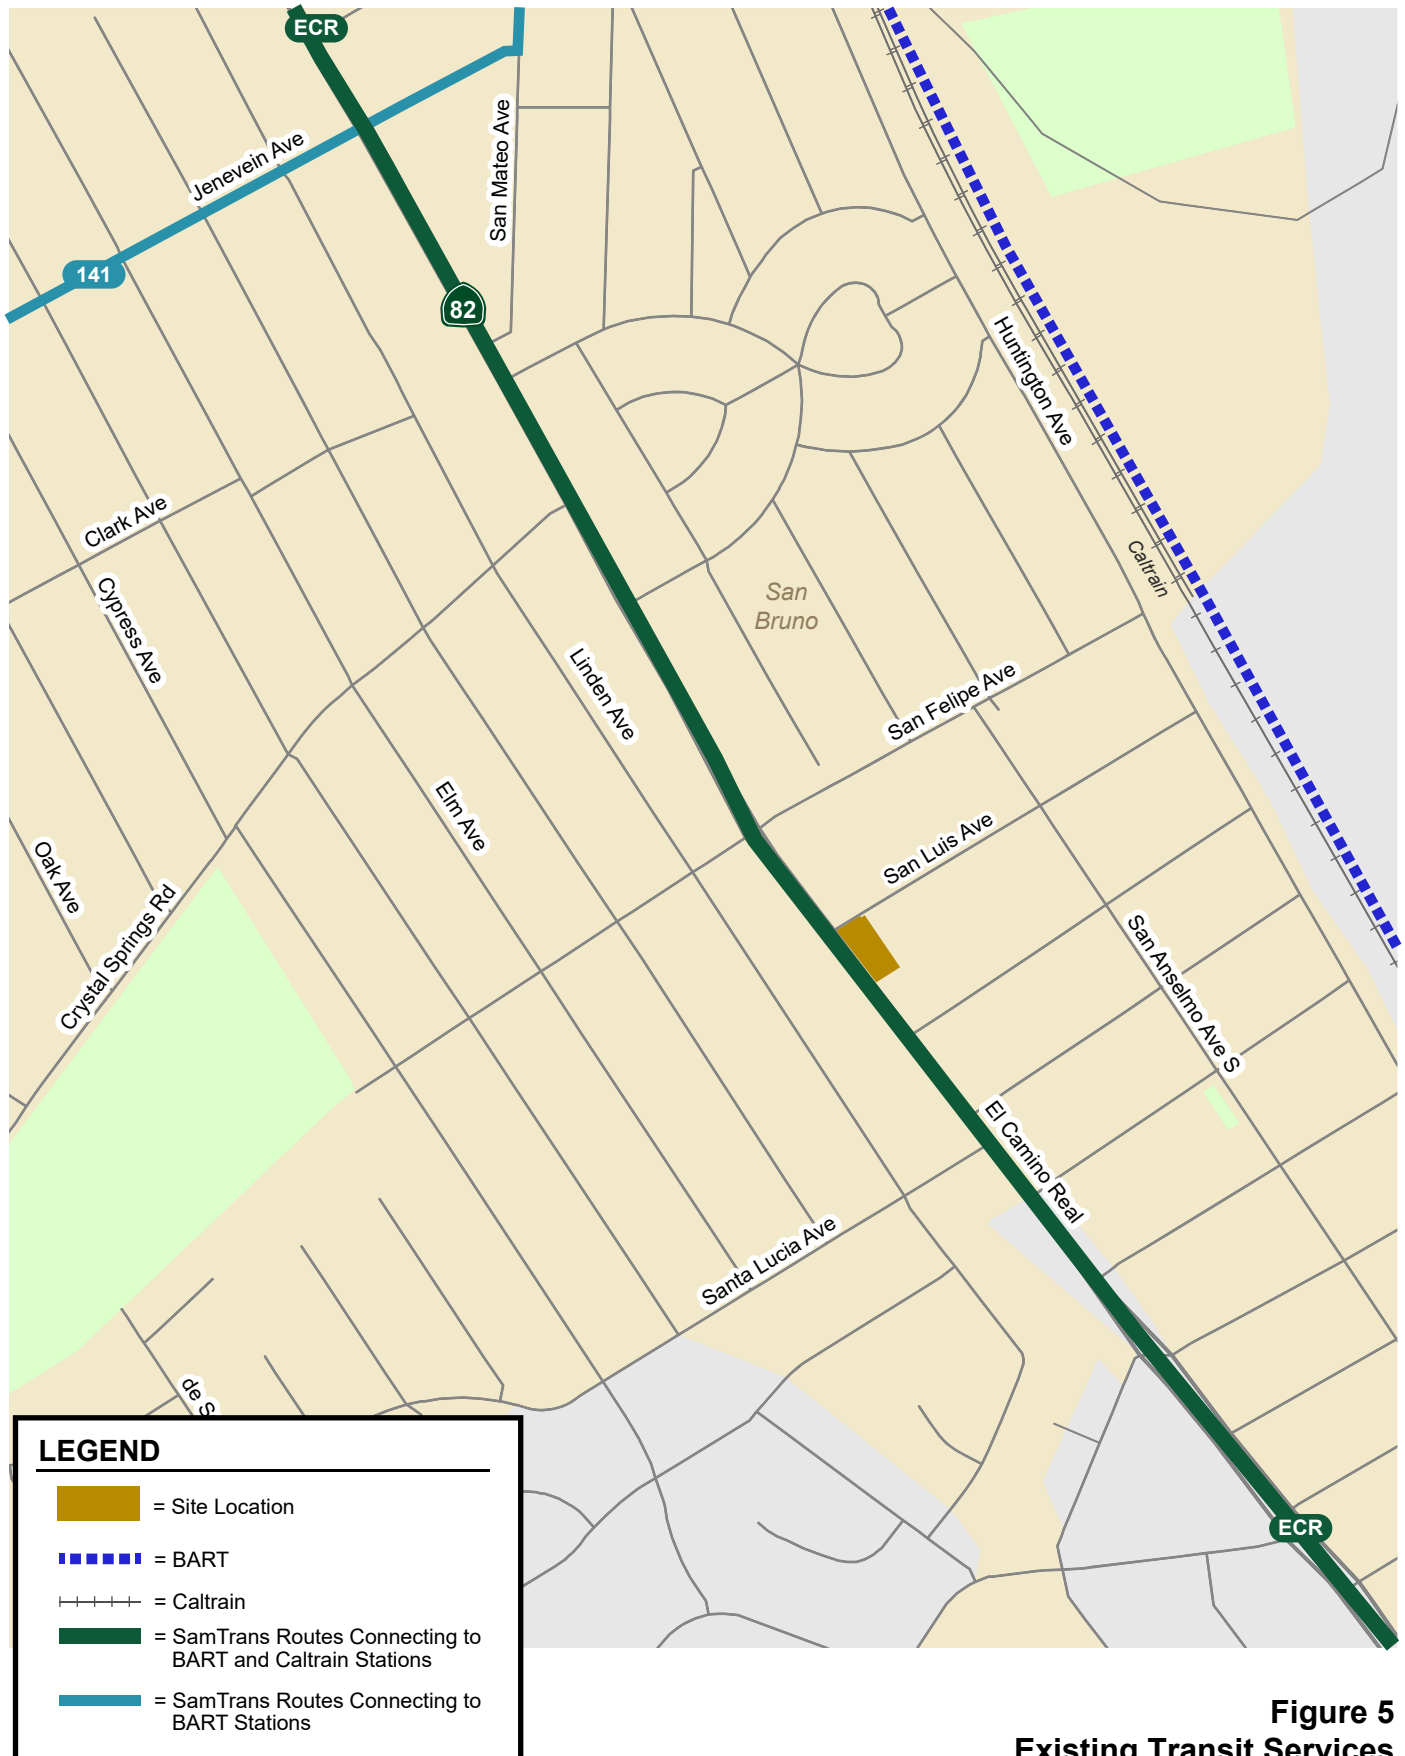 ECR
Jenevein Ave
San Mateo Ave
141
82
Huntington Ave
Clark Ave
Caltrain
Cypress Ave
San
Bruno
Linden Ave
San Felipe Ave
Elm Ave
San Luis Ave
Oak Ave
Crystal Springs Rd
San Anselmo Ave S
El Camino Real
Santa Lucia Ave
de S
ECR
LEGEND
= Site Location
= BART
= Caltrain
= SamTrans Routes Connecting to
BART and Caltrain Stations
= SamTrans Routes Connecting to
BART Stations
Figure 5
Existing Transit Services